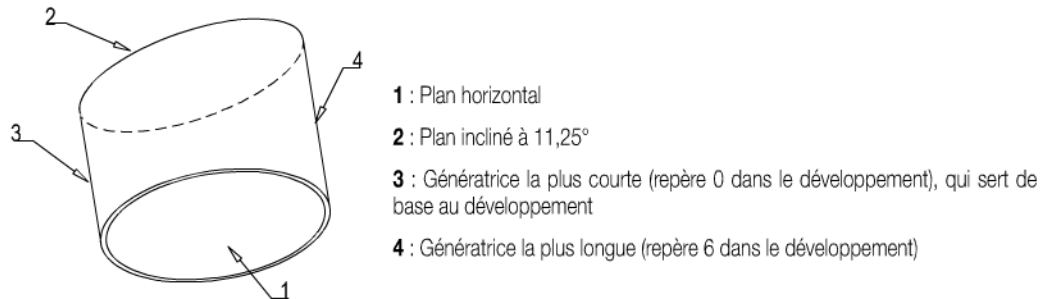 2
4
1 : Plan horizontal
2 : Plan incliné à 11,25°
3
3 : Génératrice la plus courte (repère 0 dans le développement), qui sert de
base au développement
4 : Génératrice la plus longue (repère 6 dans le développement)
1